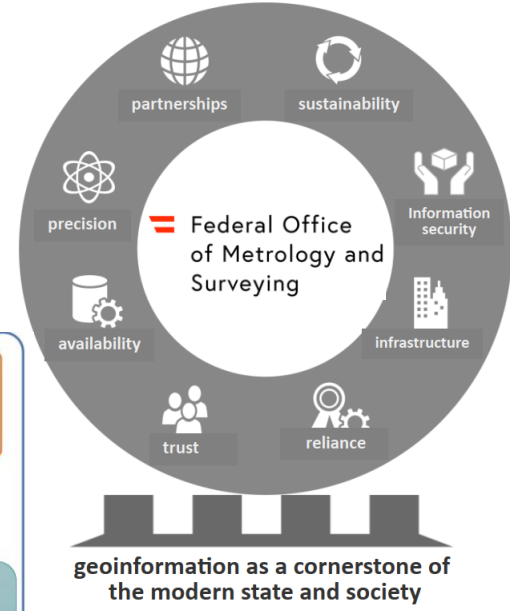 partnerships
sustainability
precision
Information
security
Federal Office
of Metrology and
Surveying
availability
infrastructure
trust
reliance
geoinformation as a cornerstone of
the modern state and society